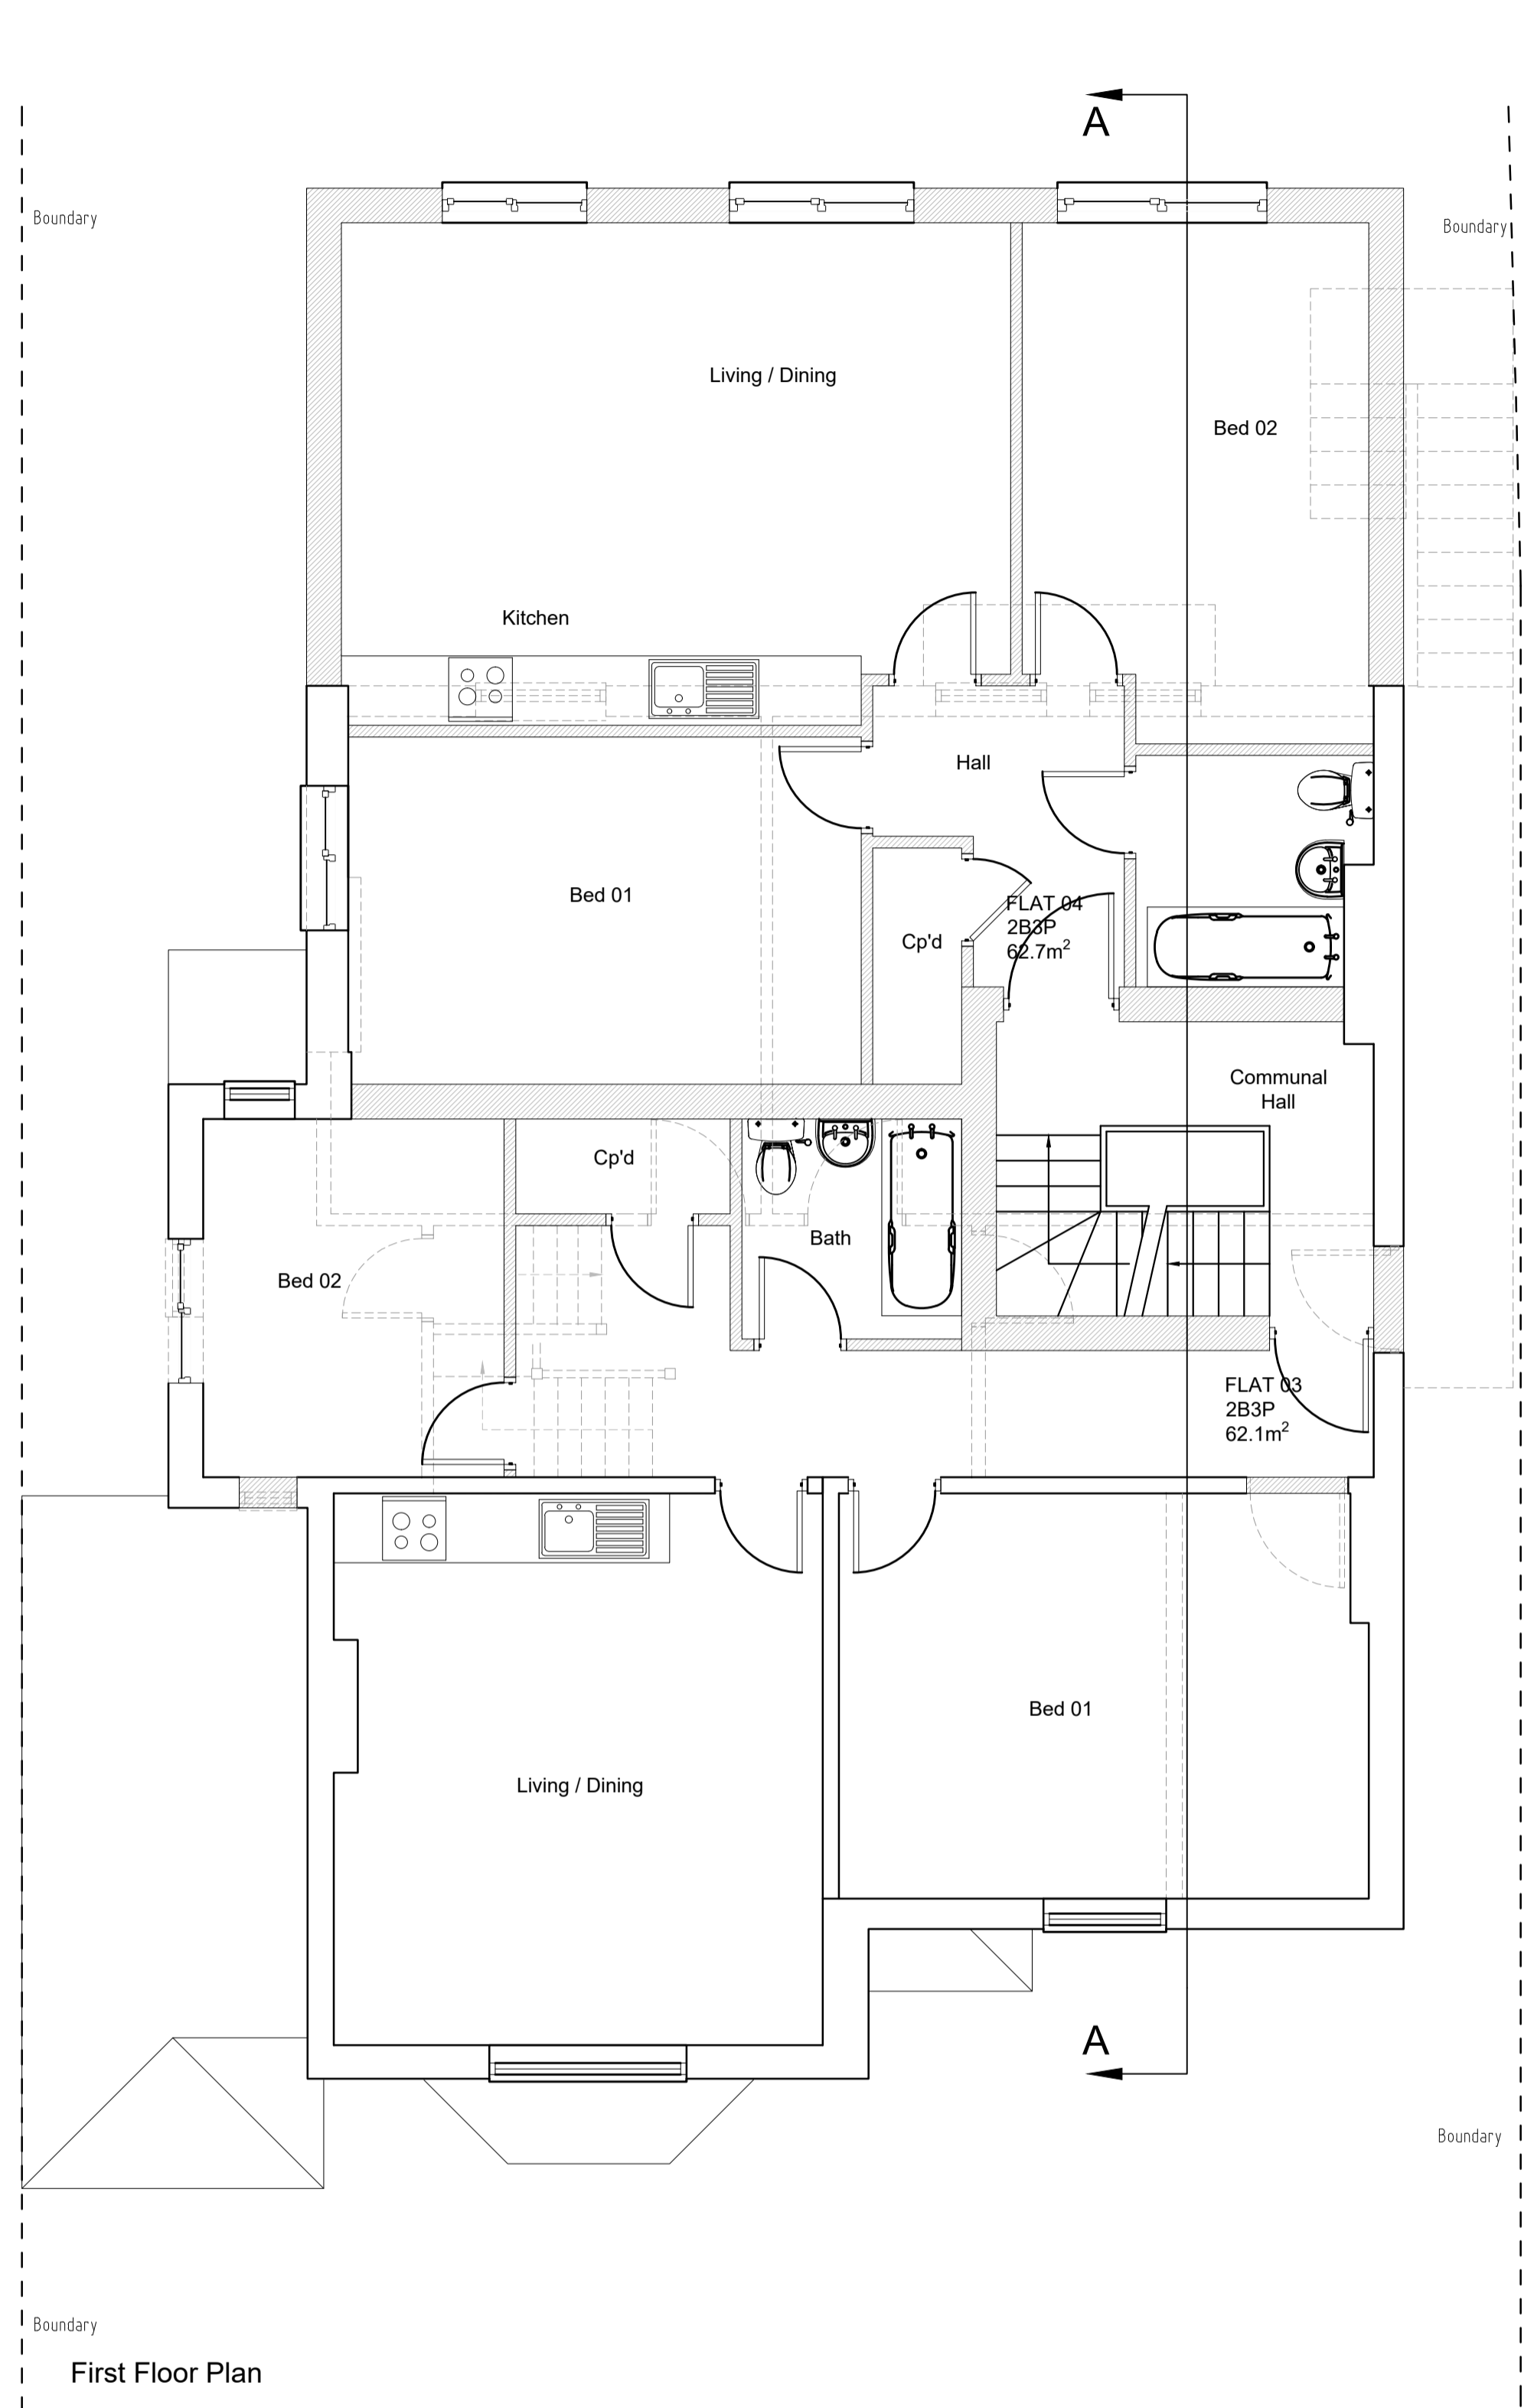 A
Boundary
Boundary
Living / Dining
Bed 02
Kitchen
Hall
Bed 01
FLAT 04
2B3P
62.7m²
Cp'd
Communal
Hall
Cp'd
Bath
Bed 02
FLAT 03
2B3P
62.1m²
Bed 01
Living / Dining
A
Boundary
Boundary
First Floor Plan